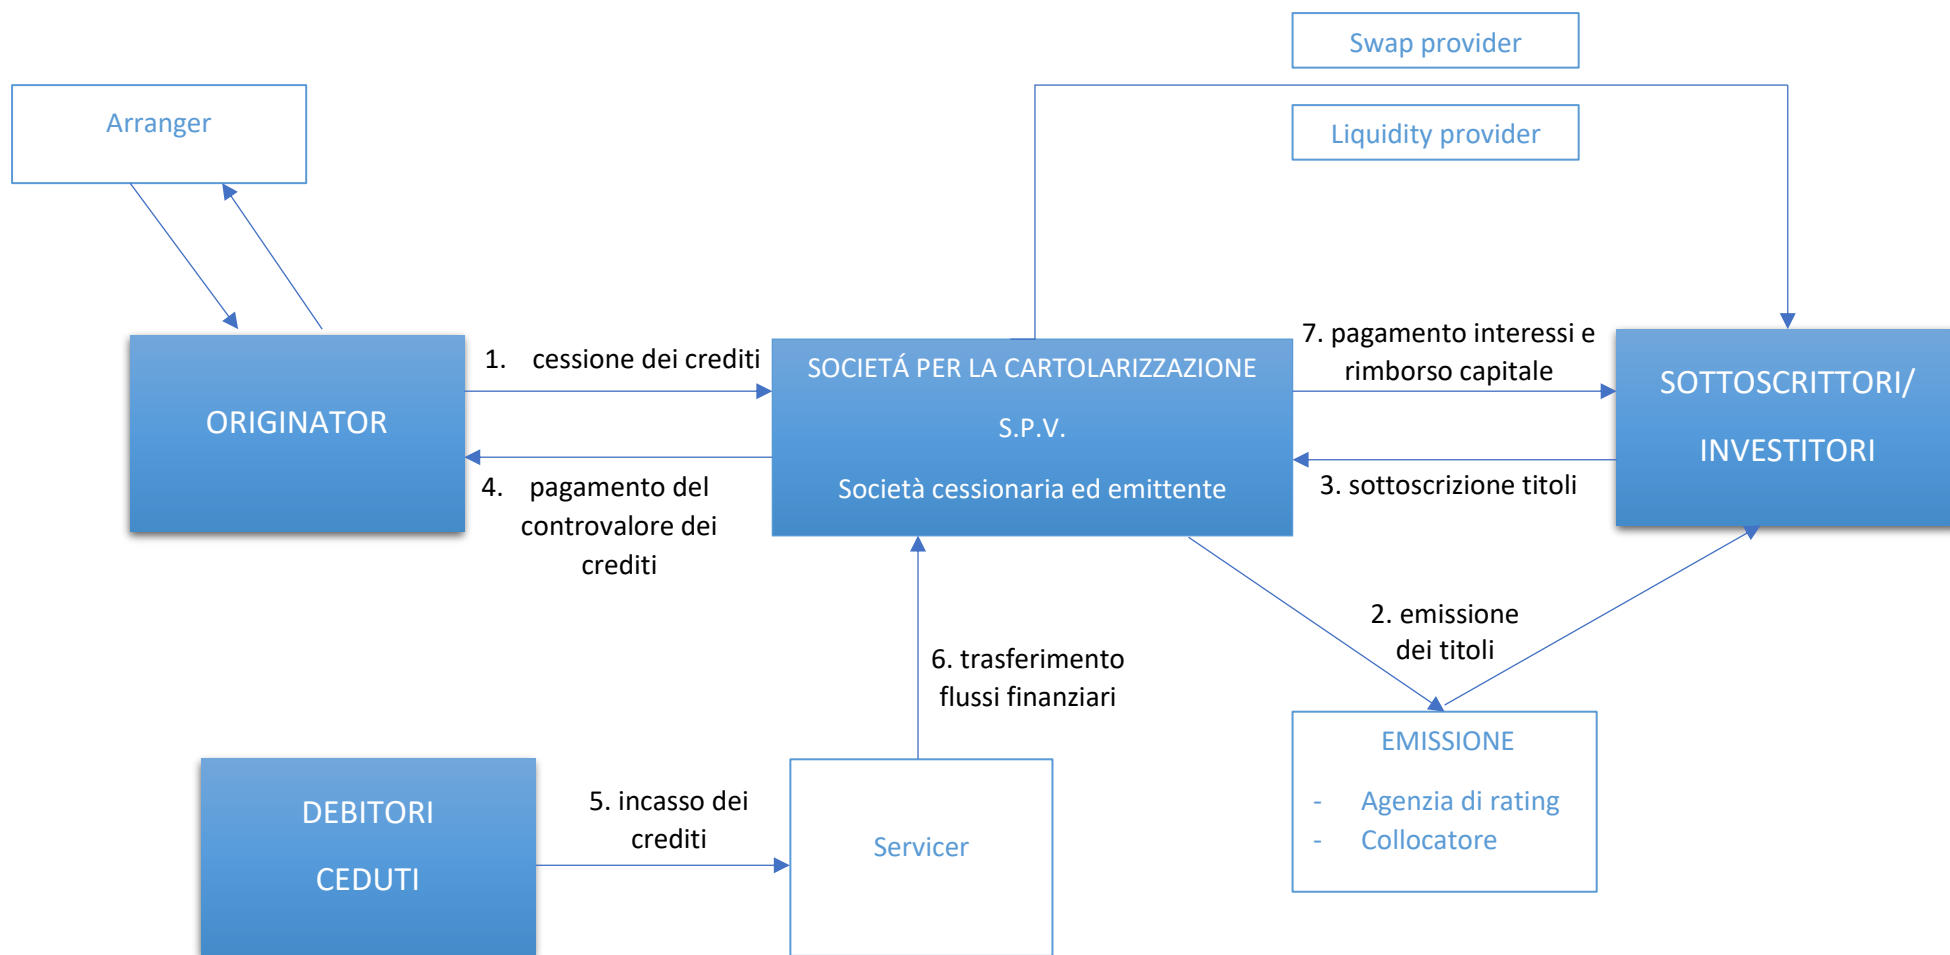 Swap provider
Arranger
Liquidity provider
1. cessione dei crediti
7. pagamento interessi e
rimborso capitale
ORIGINATOR
SOCIETÁ PER LA CARTOLARIZZAZIONE
S.P.V.
Società cessionaria ed emittente
SOTTOSCRITTORI/
INVESTITORI
4. pagamento del
controvalore dei
crediti
3. sottoscrizione titoli
2. emissione
dei titoli
6. trasferimento
flussi finanziari
EMISSIONE
- Agenzia di rating
- Collocatore
DEBITORI
CEDUTI
5. incasso dei
crediti
Servicer